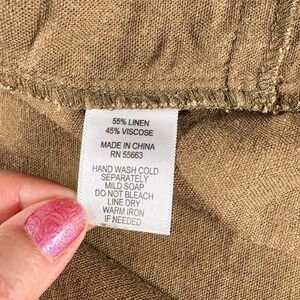 55% LINEN
45% VISCOSE
MADE IN CHINA
RN 55663
HAND WASH COLD
SEPARATELY
MILD SOAP
DO NOT BLEACH
LINE DRY
WARM IRON
IF NEEDED